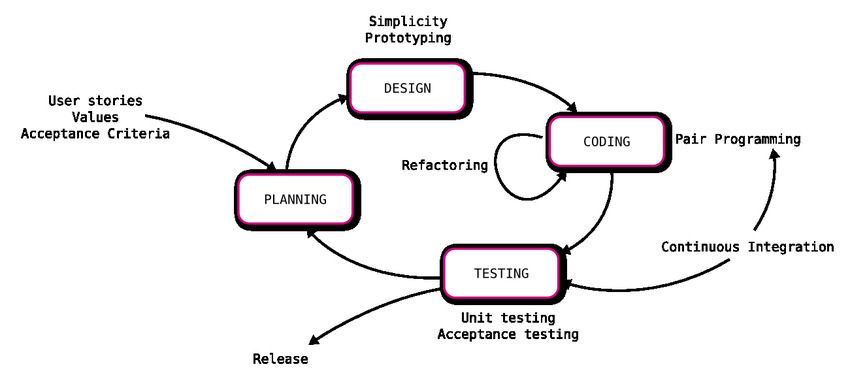 Simplicity
Prototyping
DESIGN
User stories
Values
Acceptance Criteria
CODING
Pair Programming
Refactoring
PLANNING
Continuous Integration
TESTING
Unit testing
Acceptance testing
Release